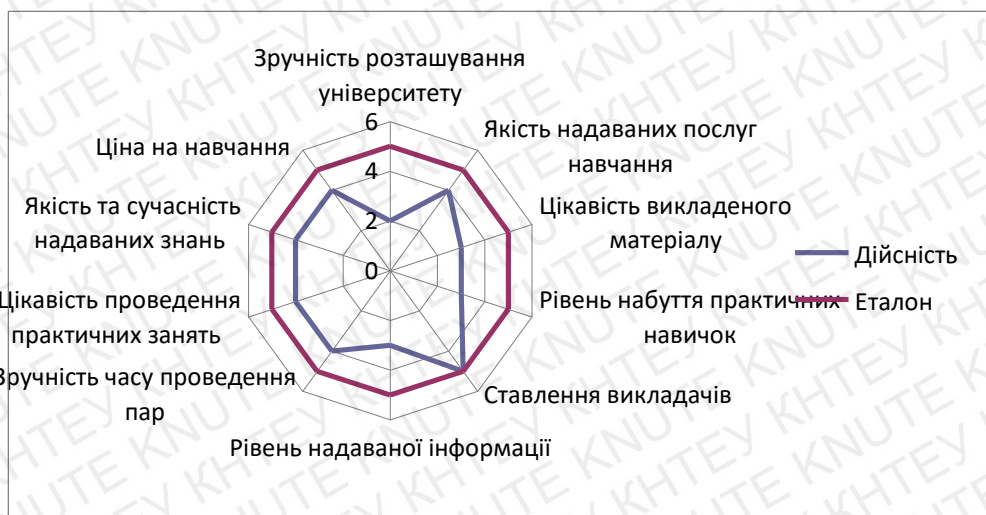 Зручність розташування
університету
6
Якість надаваних послуг
навчання
Ціна на навчання
4
Якість та сучасність
надаваних знань
2
Цікавість викладеного
матеріалу
Дійсність
0
Цікавість проведення
практичних занять
Рівень набуття практичних
навичок
Еталон
Зручність часу проведення
пар
Ставлення викладачів
Рівень надаваної інформації
КНТЕУ KNUTE